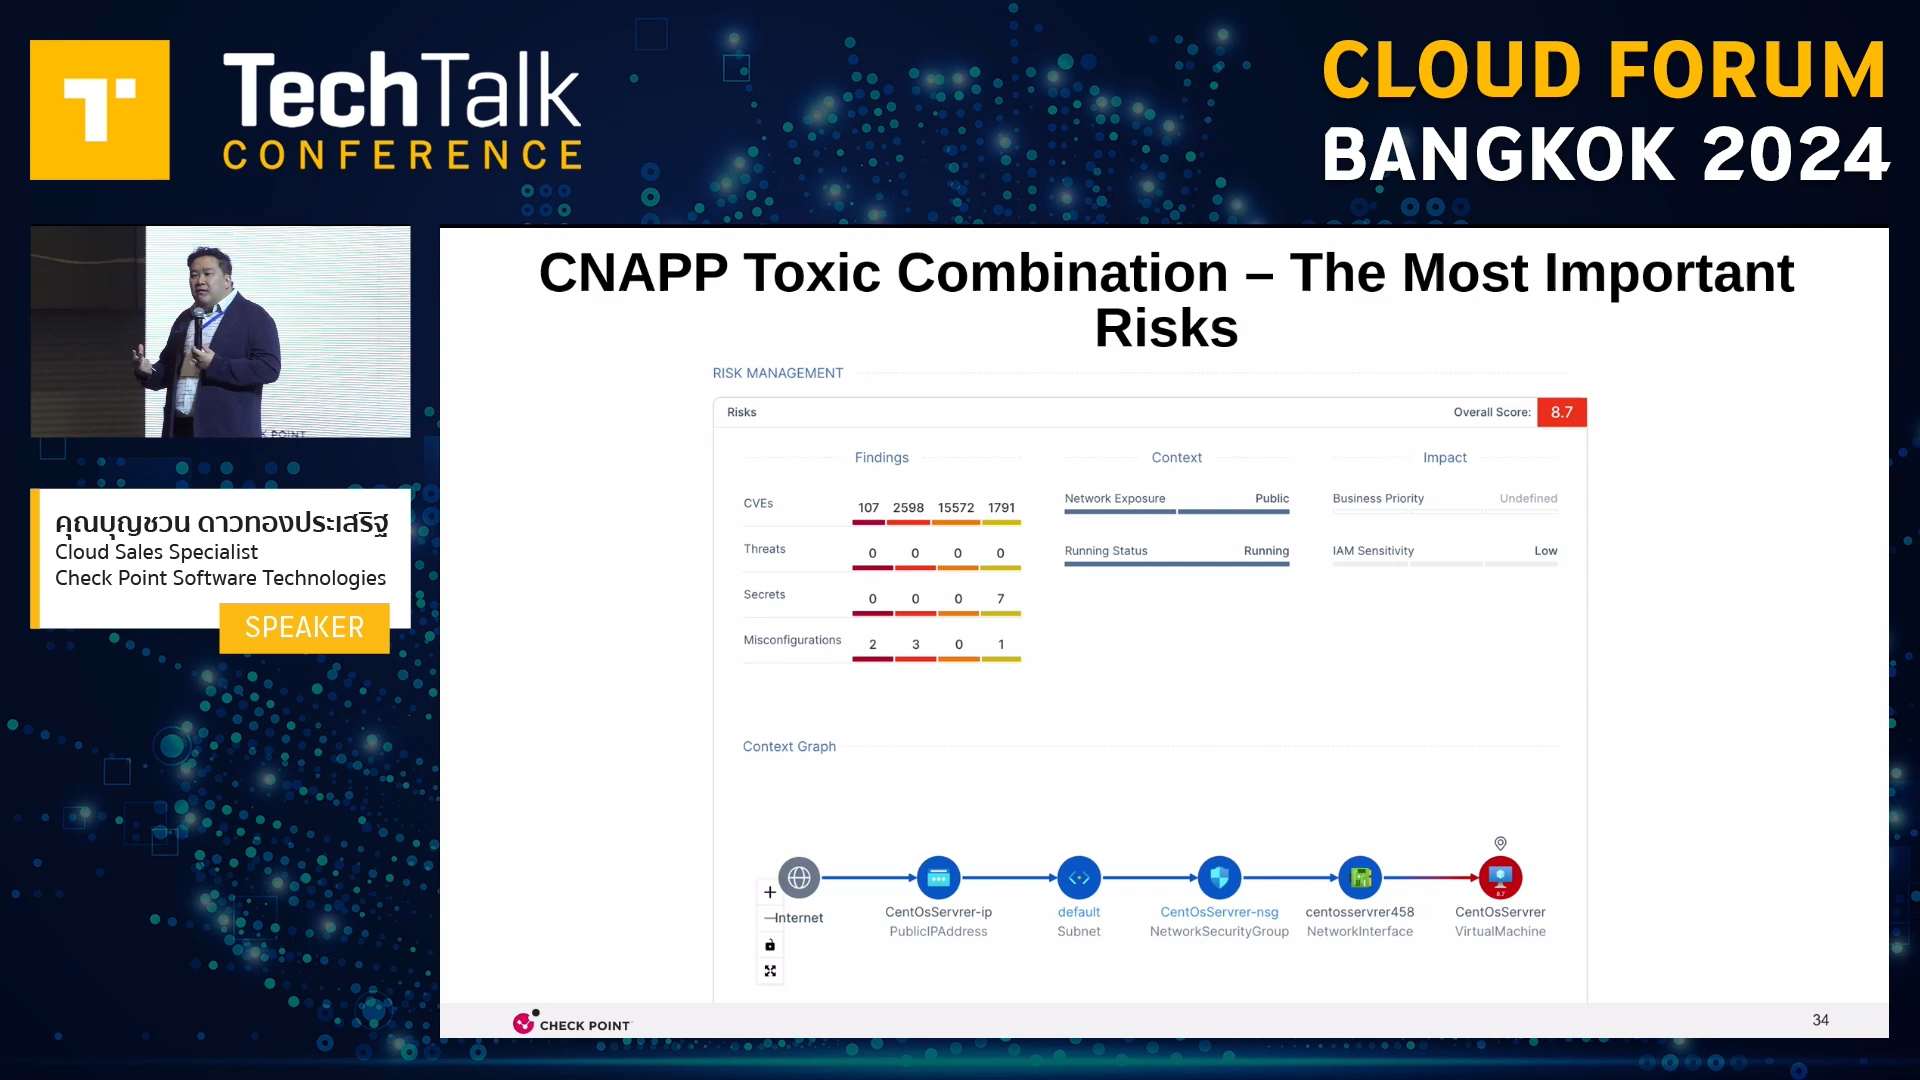 TechTalk
CONFERENCE
CLOUD FORUM
BANGKOK 2024
คุณบุญชวน ดาวทองประเสริฐ
Cloud Sales Specialist
Check Point Software Technologies
SPEAKER
CNAPP Toxic Combination – The Most Important
Risks
RISK MANAGEMENT
Risks
Overall Score: 8.7
Findings
CVEs 107 2598 15572 1791
Threats 0 0 0 0
Secrets 0 0 0 7
Misconfigurations 2 3 0 1
Context
Network Exposure Public
Running Status Running
Impact
Business Priority Undefined
IAM Sensitivity Low
Context Graph
Internet
CentOsServrer-ip
PublicIPAddress
default
Subnet
CentOsServrer-nsg
NetworkSecurityGroup
centosservrer458
NetworkInterface
8.7
CentOsServrer
VirtualMachine
CHECK POINT
34